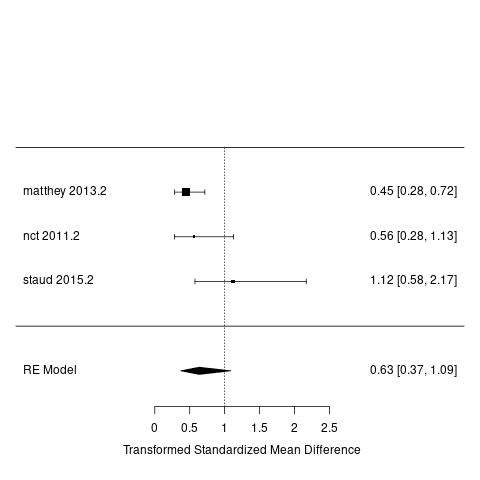 matthey 2013.2 0.45 [0.28, 0.72]
nct 2011.2 0.56 [0.28, 1.13]
staud 2015.2 1.12 [0.58, 2.17]
RE Model 0.63 [0.37, 1.09]
0 0.5 1 1.5 2 2.5
Transformed Standardized Mean Difference